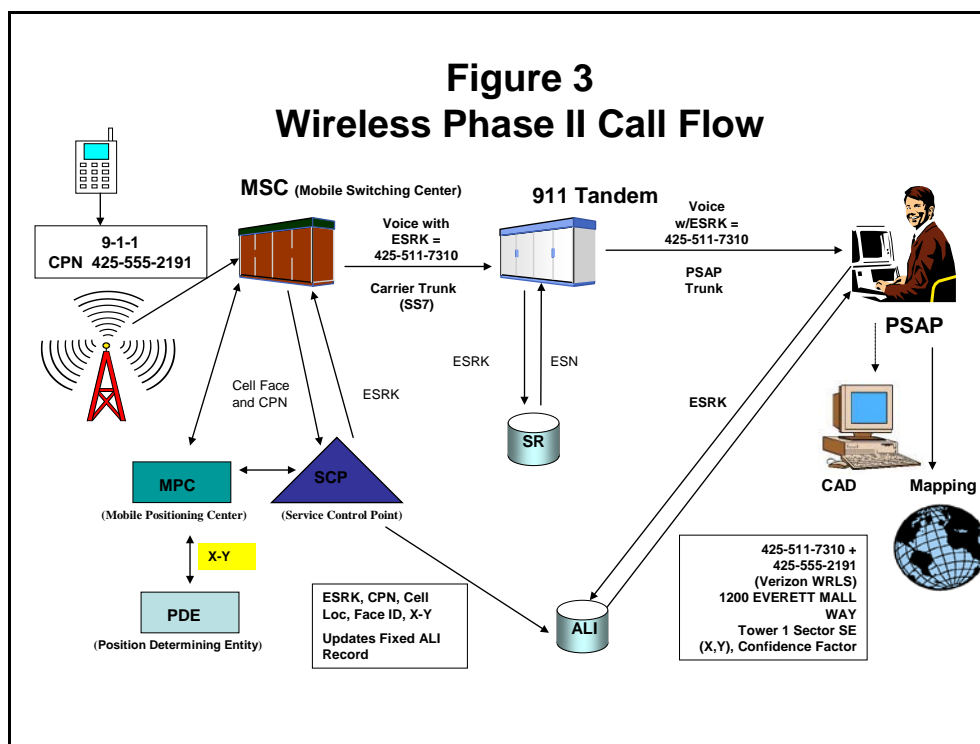 Figure 3
Wireless Phase II Call Flow
MSC (Mobile Switching Center)
911 Tandem
9-1-1
CPN 425-555-2191
Voice with
ESRK =
425-511-7310
Carrier Trunk
(SS7)
Voice
w/ESRK =
425-511-7310
PSAP
Trunk
PSAP
Cell Face
and CPN
ESRK
ESRK
ESN
SR
ESRK
CAD
Mapping
MPC
(Mobile Positioning Center)
SCP
(Service Control Point)
X-Y
PDE
(Position Determining Entity)
ESRK, CPN, Cell
Loc, Face ID, X-Y
Updates Fixed ALI
Record
ALI
425-511-7310 +
425-555-2191
(Verizon WRLS)
1200 EVERETT MALL
WAY
Tower 1 Sector SE
(X,Y), Confidence Factor